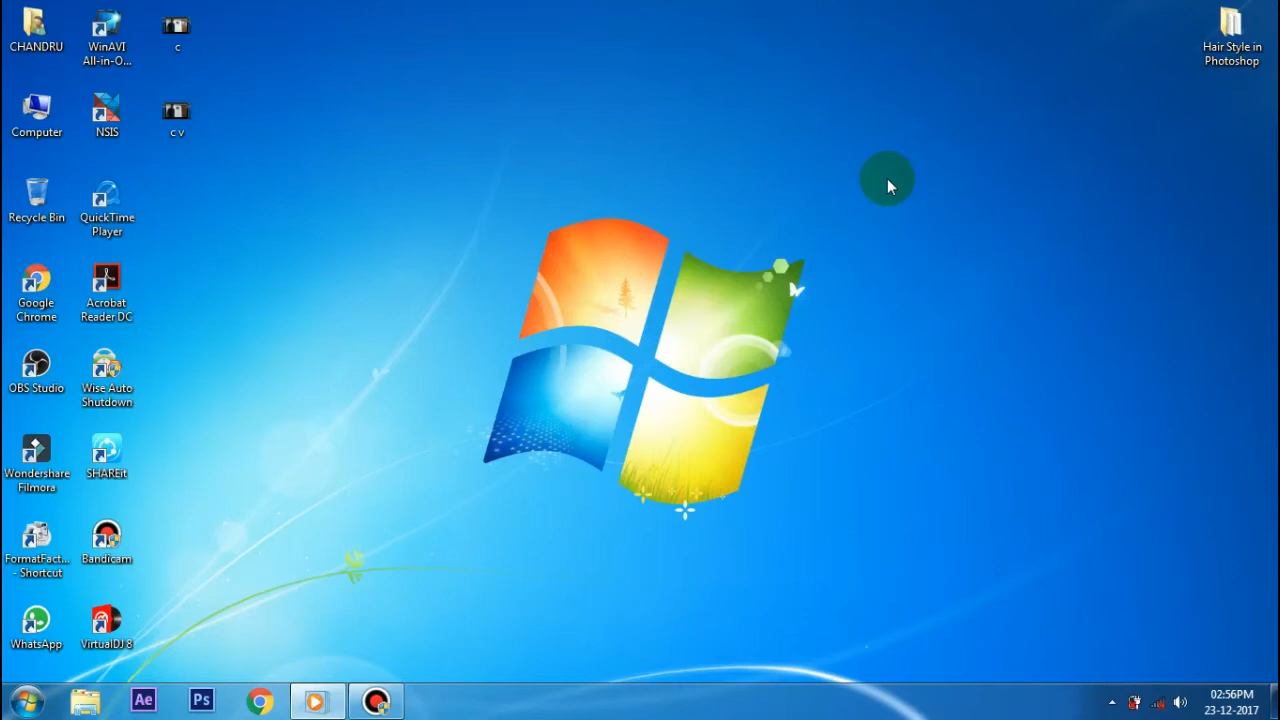 CHANDRU
WinAVI
All-in-O...
c
Hair Style in
Photoshop
Computer
NSIS
c v
Recycle Bin
QuickTime
Player
Google
Chrome
Acrobat
Reader DC
OBS Studio
Wise Auto
Shutdown
Wondershare
Filmora
SHAREit
FormatFact...
- Shortcut
Bandicam
WhatsApp
VirtualDJ 8
Ae
Ps
02:56PM
23-12-2017